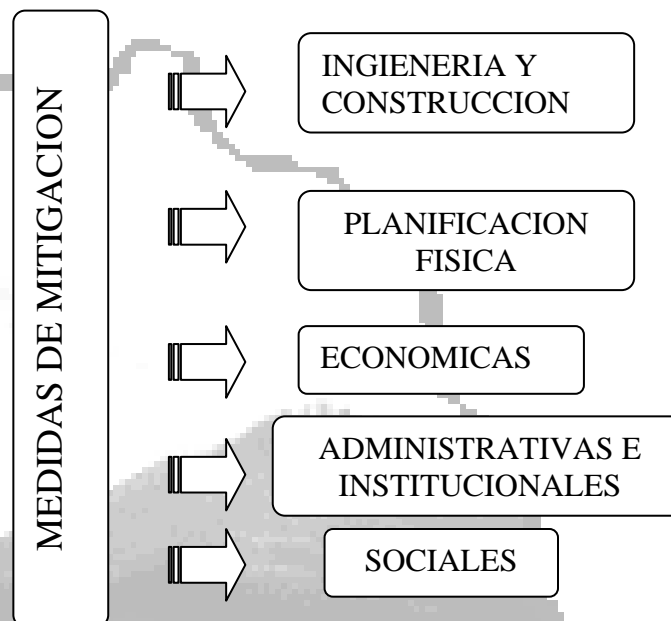 MEDIDAS DE MITIGACION
INGIENERIA Y
CONSTRUCCION
PLANIFICACION
FISICA
ECONOMICAS
ADMINISTRATIVAS E
INSTITUCIONALES
SOCIALES